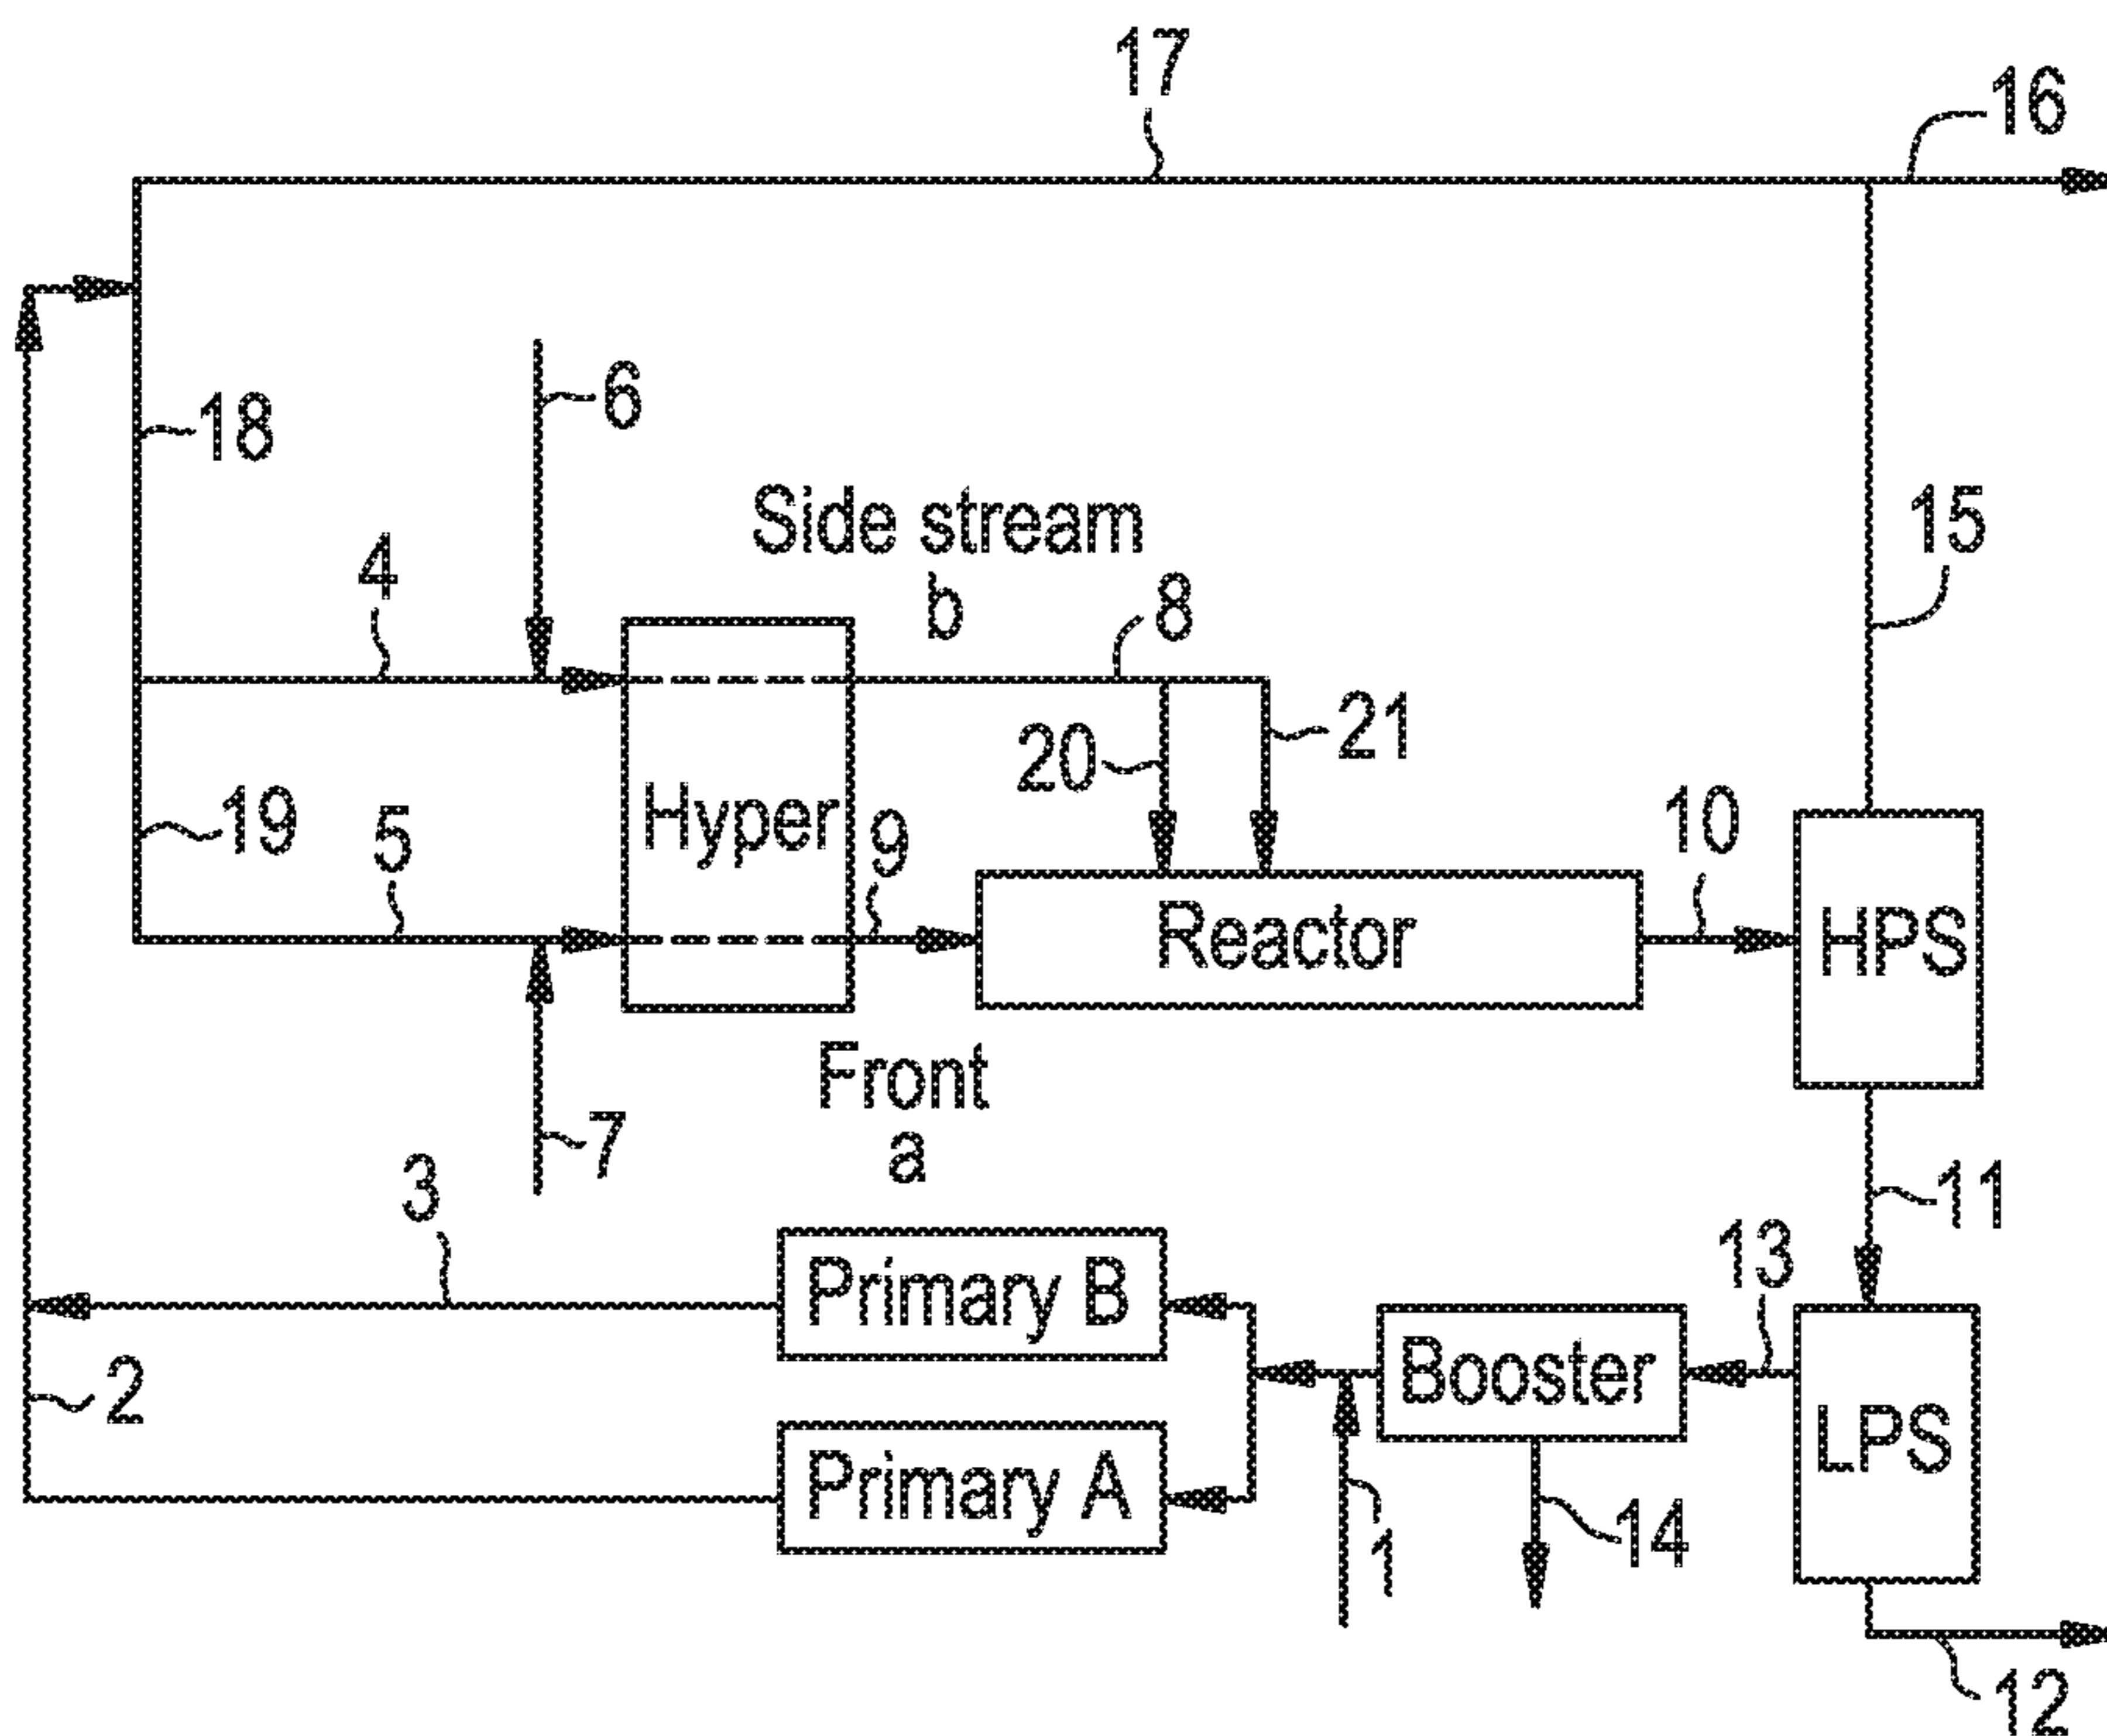 17
16
18
6
Side stream
b
4
8
15
20
21
19
5
Hyper
9
10
Reactor
HPS
Front
a
7
3
11
13
Primary B
2
Booster
LPS
Primary A
1
14
12